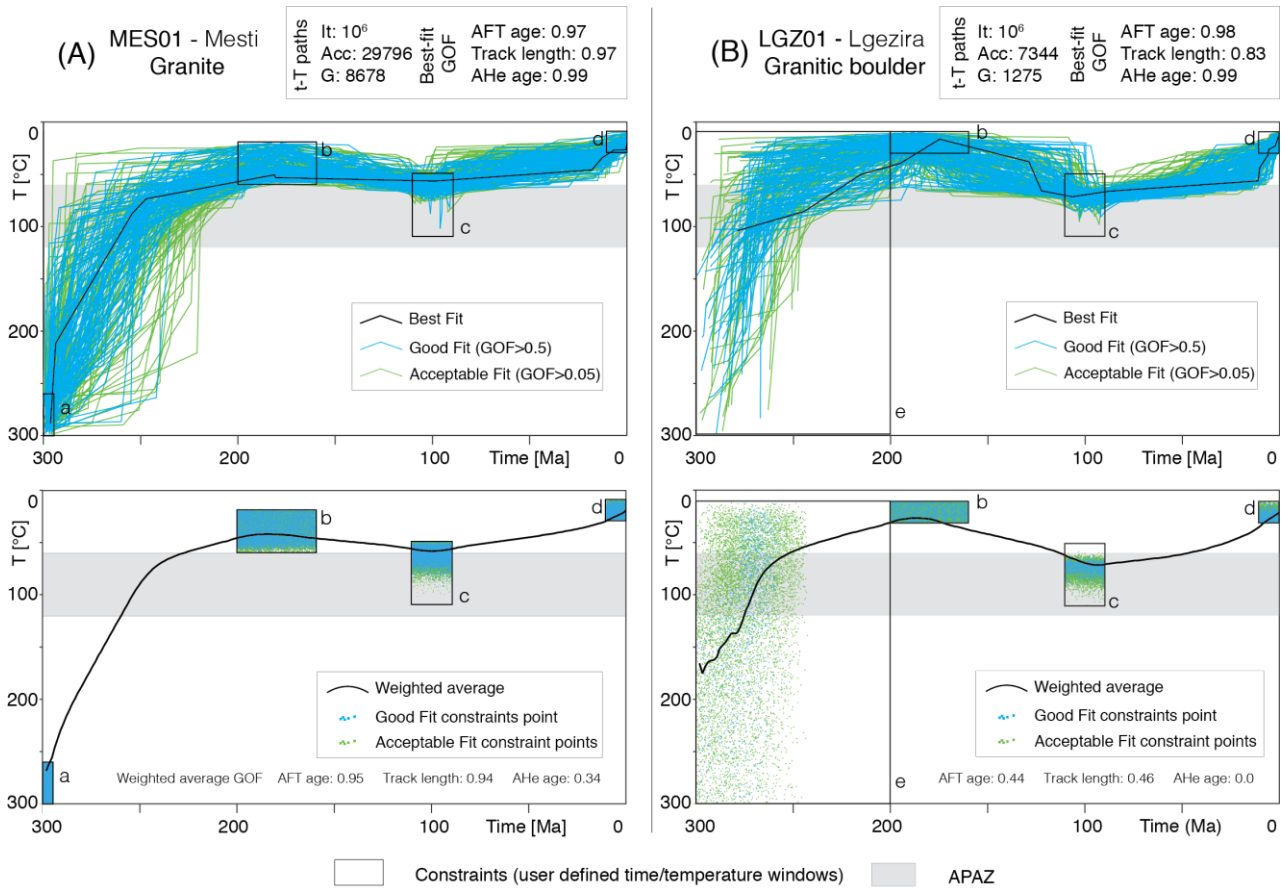 (A)
MES01 - Mesti
Granite
t-T paths
It: 10⁶
Acc: 29796
G: 8678
Best-fit
GOF
AFT age: 0.97
Track length: 0.97
AHe age: 0.99
(B)
LGZ01 - Lgezira
Granitic boulder
t-T paths
It: 10⁶
Acc: 7344
G: 1275
Best-fit
GOF
AFT age: 0.98
Track length: 0.83
AHe age: 0.99
T [°C]
0
100
200
300
a
b
c
d
Best Fit
Good Fit (GOF>0.5)
Acceptable Fit (GOF>0.05)
300
200
100
Time [Ma]
0
T [°C]
0
100
200
300
b
c
d
e
Best Fit
Good Fit (GOF>0.5)
Acceptable Fit (GOF>0.05)
300
200
100
Time [Ma]
0
T [°C]
0
100
200
300
a
b
c
d
Weighted average
Good Fit constraints point
Acceptable Fit constraint points
Weighted average GOF AFT age: 0.95 Track length: 0.94 AHe age: 0.34
300
200
100
Time [Ma]
0
T [°C]
0
100
200
300
b
c
d
e
Weighted average
Good Fit constraint point
Acceptable Fit constraint points
AFT age: 0.44 Track length: 0.46 AHe age: 0.0
300
200
100
Time (Ma)
0
Constraints (user defined time/temperature windows)
APAZ